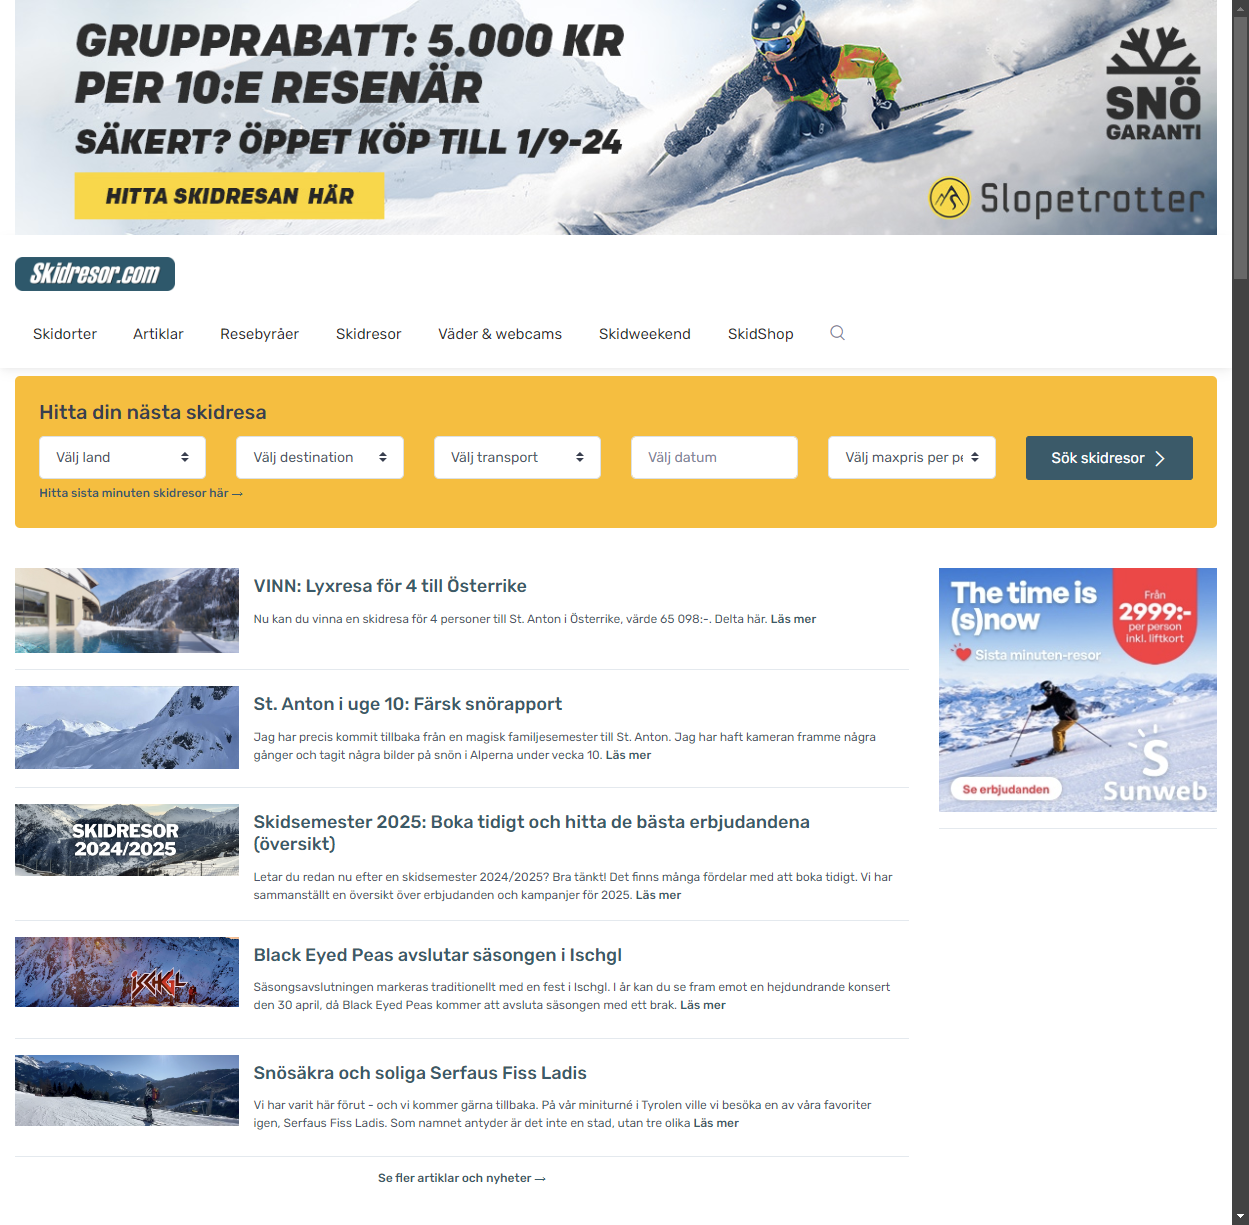 GRUPPRABATT: 5.000 KR
PER 10:E RESENÄR
SÄKERT? ÖPPET KÖP TILL 1/9-24
HITTA SKIDRESAN HÄR
SNÖ
GARANTI
Slopetrotter
Skidresor.com
Skidorter
Artiklar
Resebyråer
Skidresor
Väder & webcams
Skidweekend
SkidShop
Hitta din nästa skidresa
Välj land
Välj destination
Välj transport
Välj datum
Välj maxpris per pe
Sök skidresor
Hitta sista minuten skidresor här →
VINN: Lyxresa för 4 till Österrike
Nu kan du vinna en skidresa för 4 personer till St. Anton i Österrike, värde 65 098:-. Delta här. Läs mer
St. Anton i uge 10: Färsk snörapport
Jag har precis kommit tillbaka från en magisk familjesemester till St. Anton. Jag har haft kameran framme några
gånger och tagit några bilder på snön i Alperna under vecka 10. Läs mer
SKIDRESOR
2024/2025
Skidsemester 2025: Boka tidigt och hitta de bästa erbjudandena
(översikt)
Letar du redan nu efter en skidsemester 2024/2025? Bra tänkt! Det finns många fördelar med att boka tidigt. Vi har
sammanställt en översikt över erbjudanden och kampanjer för 2025. Läs mer
ISCHGL
Black Eyed Peas avslutar säsongen i Ischgl
Säsongsavslutningen markeras traditionellt med en fest i Ischgl. I år kan du se fram emot en hejdundrande konsert
den 30 april, då Black Eyed Peas kommer att avsluta säsongen med ett brak. Läs mer
Snösäkra och soliga Serfaus Fiss Ladis
Vi har varit här förut - och vi kommer gärna tillbaka. På vår miniturné i Tyrolen ville vi besöka en av våra favoriter
igen, Serfaus Fiss Ladis. Som namnet antyder är det inte en stad, utan tre olika Läs mer
Se fler artiklar och nyheter →
The time is
(s)now
Sista minuten-resor
Från
2999:-
per person
inkl. liftkort
Se erbjudanden
Sunweb